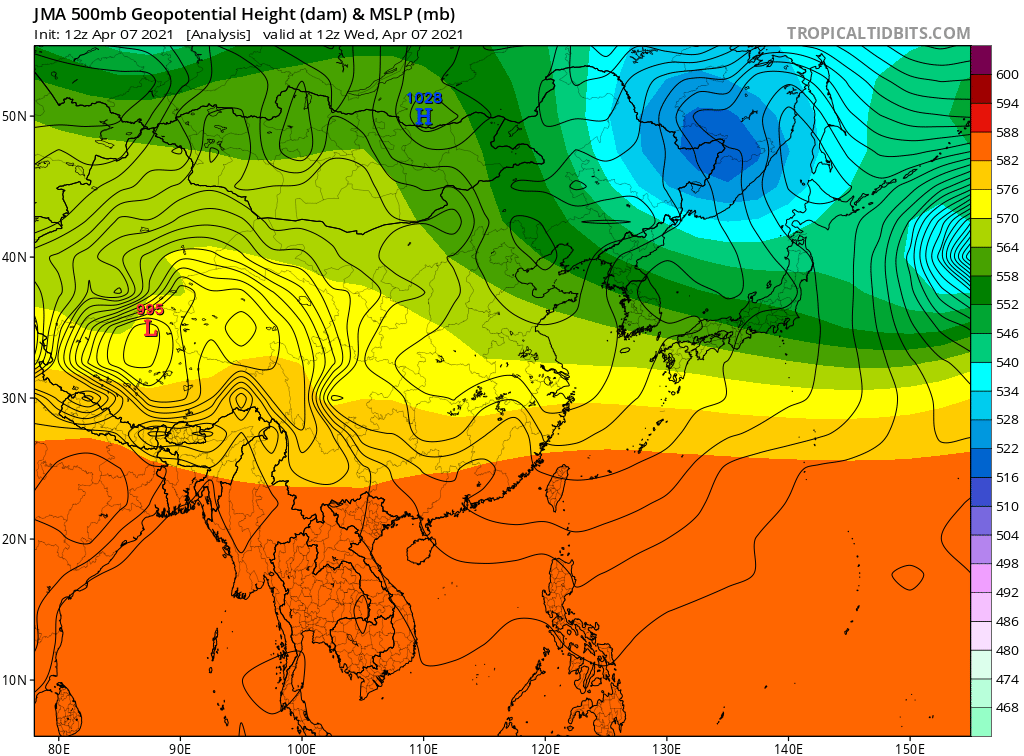 JMA 500mb Geopotential Height (dam) & MSLP (mb)
Init: 12z Apr 07 2021 [Analysis] valid at 12z Wed, Apr 07 2021
TROPICALTIDBITS.COM
50N
40N
30N
20N
10N
1028
H
995
L
600
594
588
582
576
570
564
558
552
546
540
534
528
522
516
510
504
498
492
486
480
474
468
80E 90E 100E 110E 120E 130E 140E 150E